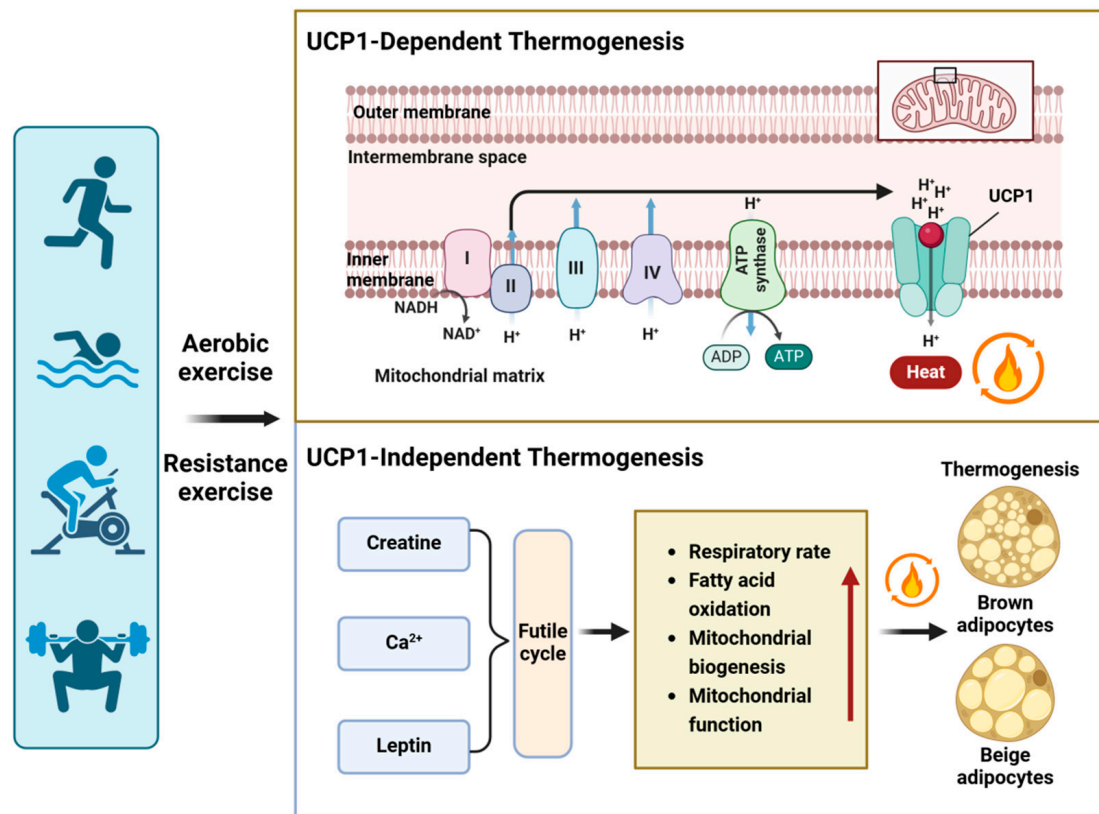 Aerobic
exercise
Resistance
exercise
UCP1-Dependent Thermogenesis
Outer membrane
Intermembrane space
H⁺
H⁺ H⁺
H⁺
H⁺
H⁺
UCP1
Inner
membrane
I
II
III
IV
ATP
synthase
NADH
NAD⁺
H⁺
H⁺
H⁺
H⁺
ADP
ATP
Heat
Mitochondrial matrix
UCP1-Independent Thermogenesis
Creatine
Ca²⁺
Leptin
Futile
cycle
• Respiratory rate
• Fatty acid
oxidation
• Mitochondrial
biogenesis
• Mitochondrial
function
Thermogenesis
Brown
adipocytes
Beige
adipocytes